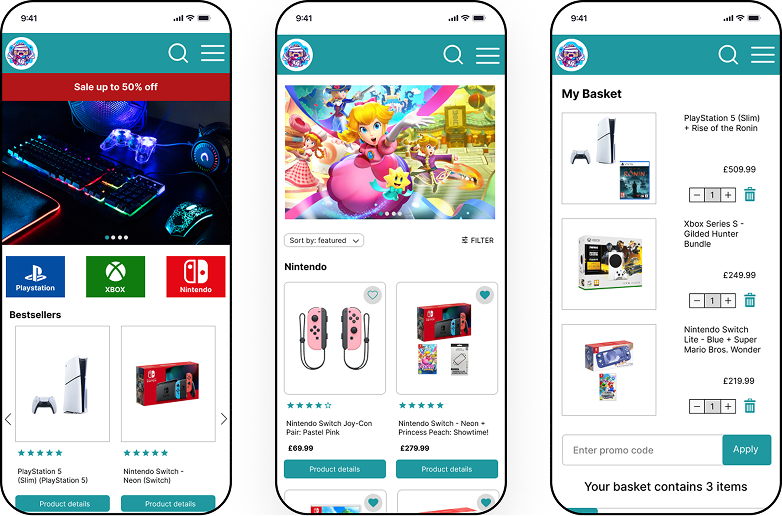 9:41
Sale up to 50% off
Playstation
XBOX
Nintendo
Bestsellers
PlayStation 5
(Slim) (PlayStation 5)
Nintendo Switch -
Neon (Switch)
Product details
Product details
9:41
Sort by: featured
FILTER
Nintendo
Nintendo Switch Joy-Con
Pair: Pastel Pink
£69.99
Nintendo Switch - Neon +
Princess Peach: Showtime!
£279.99
Product details
Product details
9:41
My Basket
PlayStation 5 (Slim)
+ Rise of the Ronin
£509.99
RONIN
− 1 +
Xbox Series S -
Gilded Hunter
Bundle
£249.99
− 1 +
Nintendo Switch
Lite - Blue + Super
Mario Bros. Wonder
£219.99
− 1 +
Enter promo code
Apply
Your basket contains 3 items